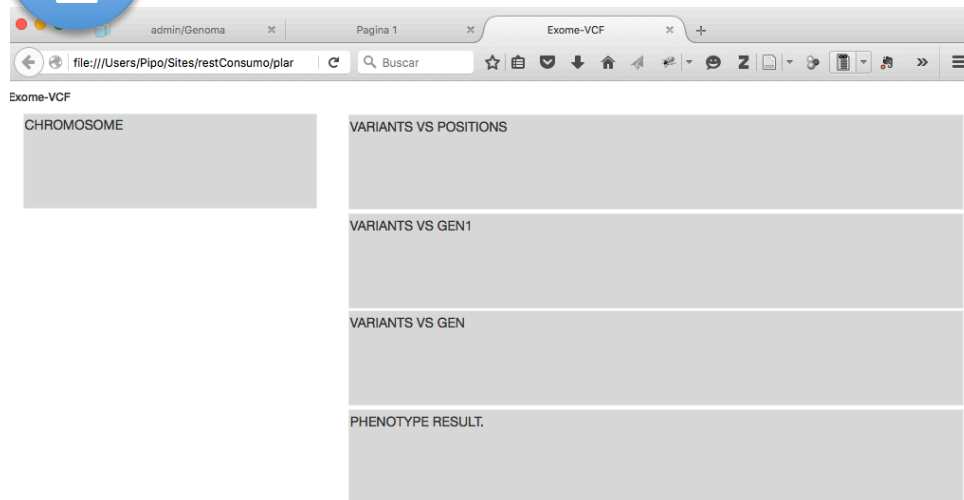 admin/Genoma
Pagina 1
Exome-VCF
file:///Users/Pipo/Sites/restConsumo/plar
Buscar
Exome-VCF
CHROMOSOME
VARIANTS VS POSITIONS
VARIANTS VS GEN1
VARIANTS VS GEN
PHENOTYPE RESULT.